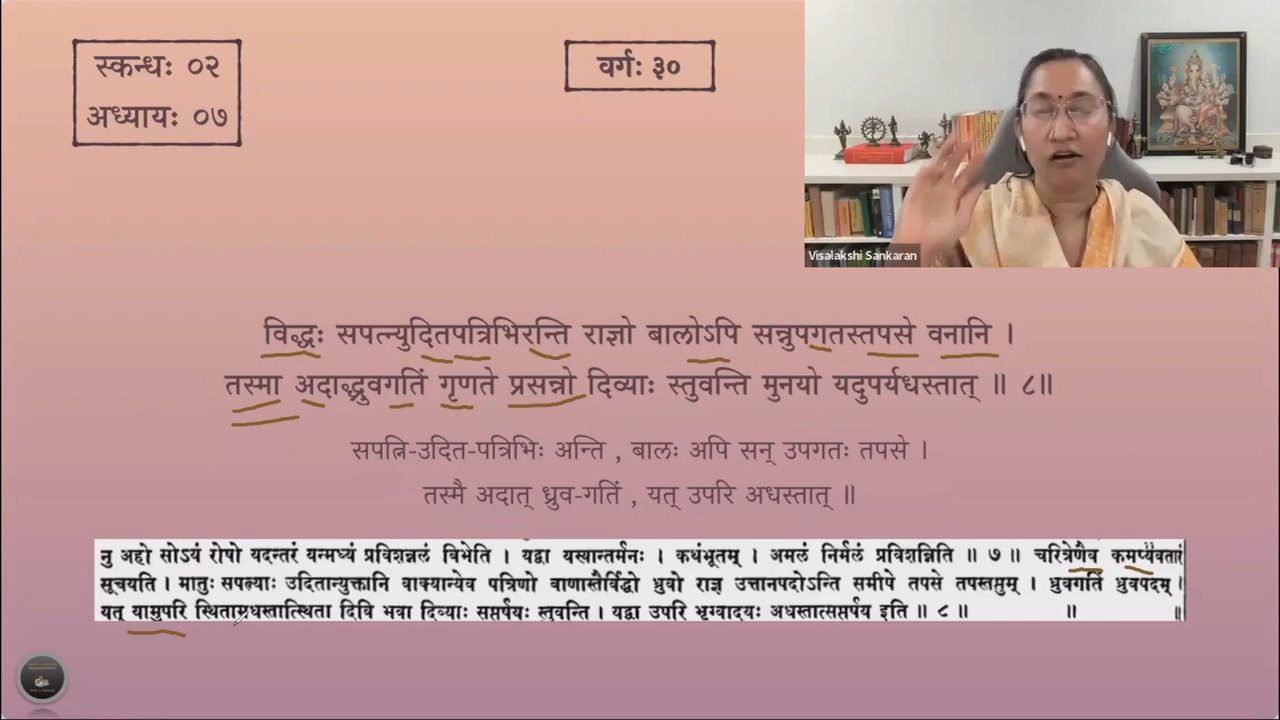 स्कन्धः ०२
अध्यायः ०७
वर्गः ३०
Visalakshi Sankaran
विद्धः सपत्न्युदितपत्रिभिरन्ति राज्ञो बालोऽपि सन्नुपगतस्तपसे वनानि ।
तस्मा अदाद्ध्रुवगतिं गृणते प्रसन्नो दिव्याः स्तुवन्ति मुनयो यदुपर्यधस्तात् ॥ ८॥
सपत्नि-उदित-पत्रिभिः अन्ति , बालः अपि सन् उपगतः तपसे ।
तस्मै अदात् ध्रुव-गतिं , यत् उपरि अधस्तात् ॥
नु अहो सोऽयं रोषो यदन्तरं यन्मध्यं प्रविशन्नलं विभेति । यद्वा यस्यान्तर्मनः । कथंभूतम् । अमलं निर्मलं प्रविशन्निति ॥ ७ ॥ चरित्रेणैव कमप्यवतारं
सूचयति । मातुः सपत्न्याः उदितान्युक्तानि वाक्यान्येव पत्रिणो वाणास्तैर्विद्धो ध्रुवो राज्ञ उत्तानपदोऽन्ति समीपे तपसे तपस्तप्तुम् । ध्रुवगतिं ध्रुवपदम् ।
यत् यामुपरि स्थितामधस्तात्स्थिता दिवि भवा दिव्याः सप्तर्षयः स्तुवन्ति । यद्वा उपरि भृग्वादयः अधस्तात्सप्तर्षय इति ॥ ८ ॥ ॥ ॥